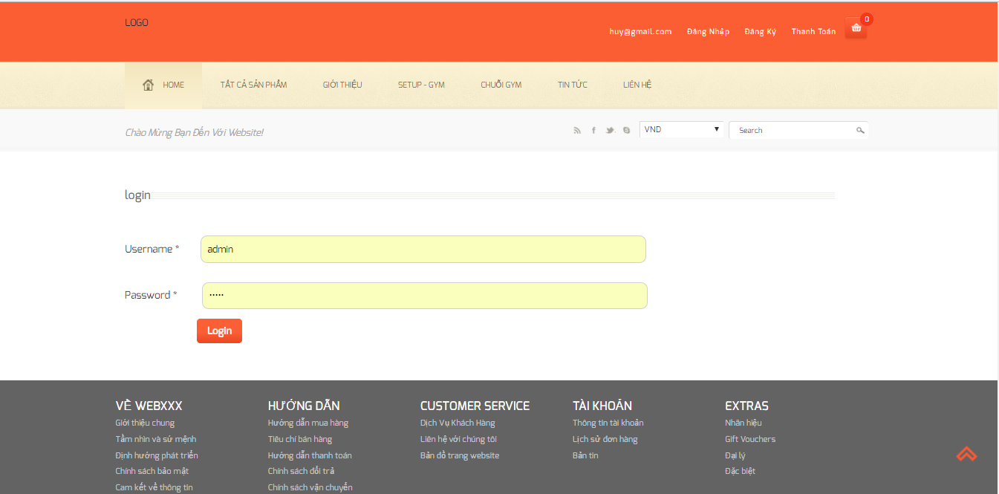 LOGO
huy@gmail.com Đăng Nhập Đăng Ký Thanh Toán 0
HOME TẤT CẢ SẢN PHẨM GIỚI THIỆU SETUP - GYM CHUỖI GYM TIN TỨC LIÊN HỆ
Chào Mừng Bạn Đến Với Website!
VND Search
login
Username * admin
Password *
Login
VỀ WEBXXX
Giới thiệu chung
Tầm nhìn và sứ mệnh
Định hướng phát triển
Chính sách bảo mật
Cam kết về thông tin
HƯỚNG DẪN
Hướng dẫn mua hàng
Tiêu chí bán hàng
Hướng dẫn thanh toán
Chính sách đổi trả
Chính sách vận chuyển
CUSTOMER SERVICE
Dịch Vụ Khách Hàng
Liên hệ với chúng tôi
Bản đồ trang website
TÀI KHOẢN
Thông tin tài khoản
Lịch sử đơn hàng
Bản tin
EXTRAS
Nhãn hiệu
Gift Vouchers
Đại lý
Đặc biệt